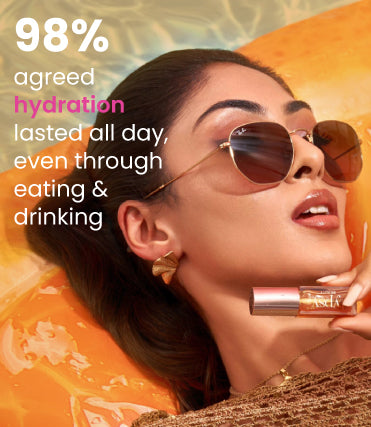 98%
agreed
hydration
lasted all day,
even through
eating &
drinking